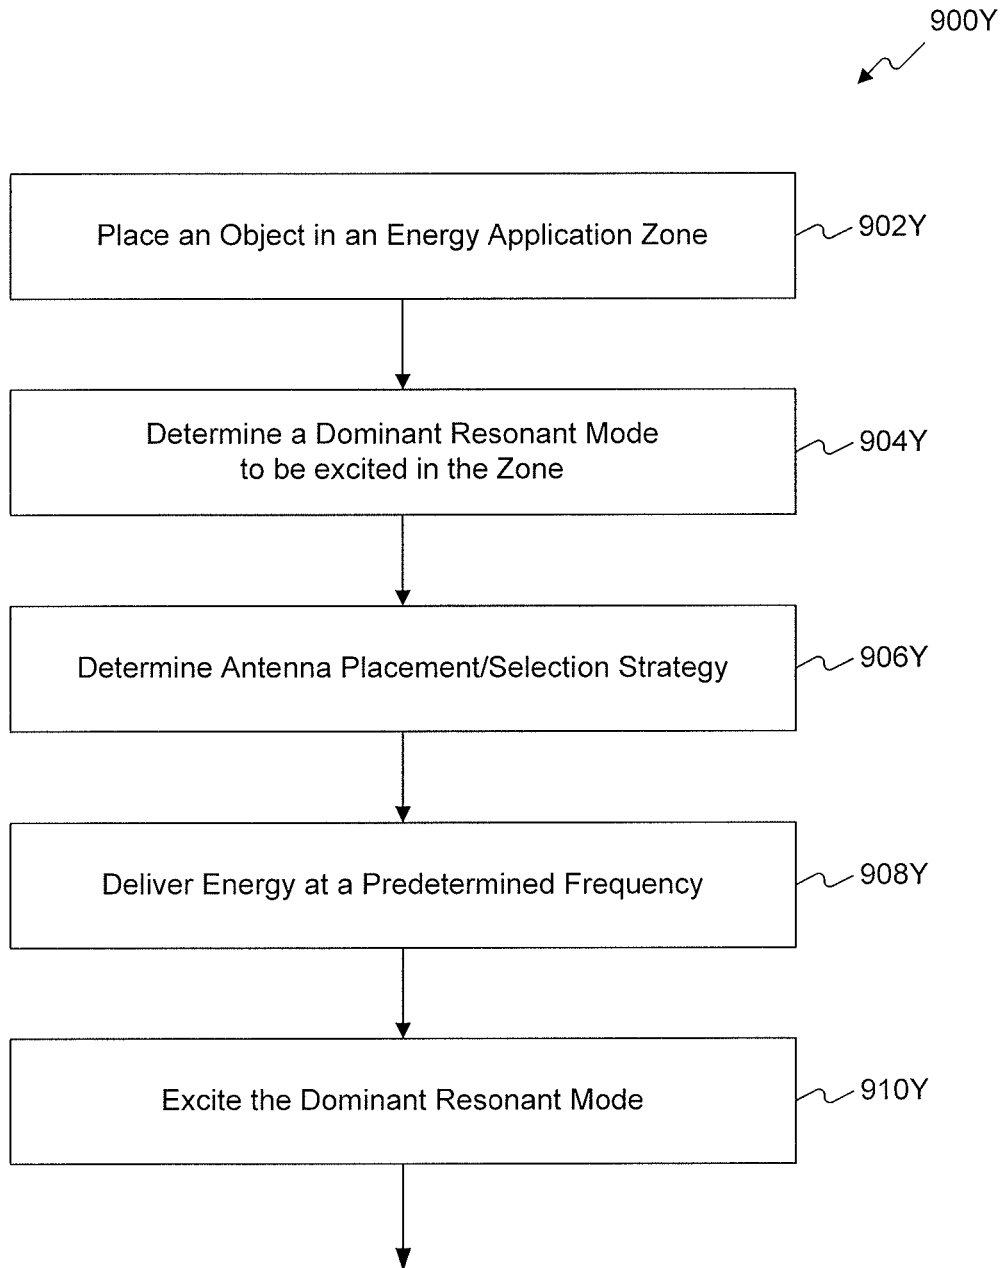 900Y
Place an Object in an Energy Application Zone
902Y
Determine a Dominant Resonant Mode
to be excited in the Zone
904Y
Determine Antenna Placement/Selection Strategy
906Y
Deliver Energy at a Predetermined Frequency
908Y
Excite the Dominant Resonant Mode
910Y